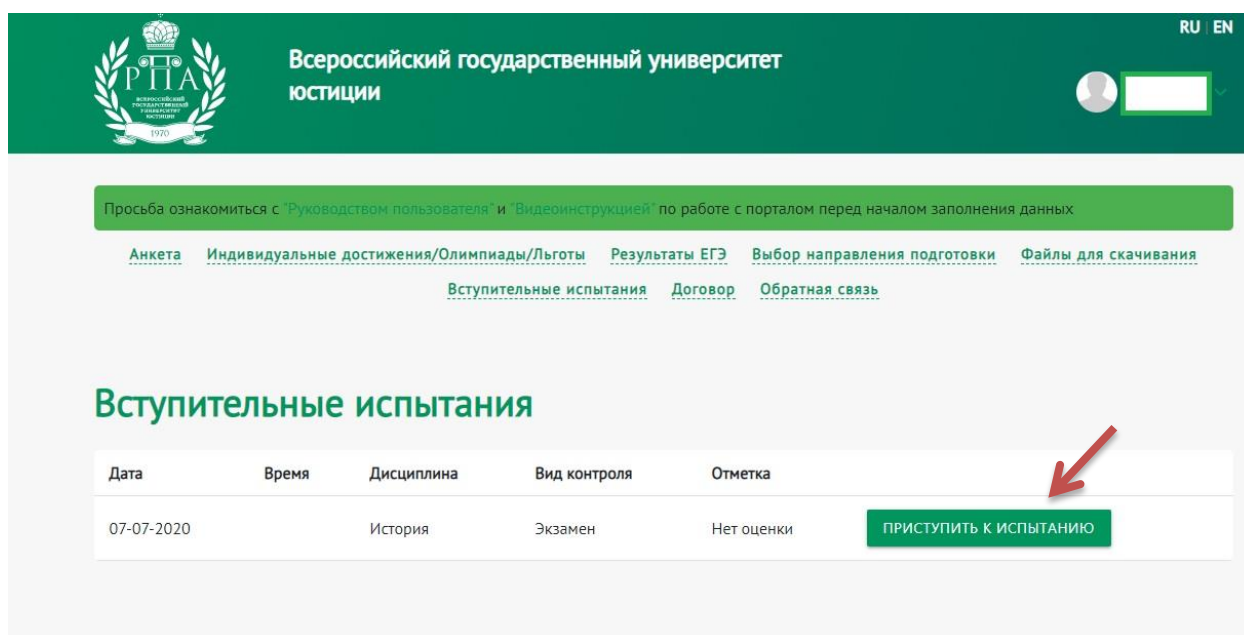 RU | EN
Всероссийский государственный университет
юстиции
РПА
ВСЕРОССИЙСКИЙ
ГОСУДАРСТВЕННЫЙ
УНИВЕРСИТЕТ
ЮСТИЦИИ
1970
Просьба ознакомиться с "Руководством пользователя" и "Видеоинструкцией" по работе с порталом перед началом заполнения данных
Анкета Индивидуальные достижения/Олимпиады/Льготы Результаты ЕГЭ Выбор направления подготовки Файлы для скачивания
Вступительные испытания Договор Обратная связь
Вступительные испытания
Дата Время Дисциплина Вид контроля Отметка
07-07-2020 История Экзамен Нет оценки ПРИСТУПИТЬ К ИСПЫТАНИЮ